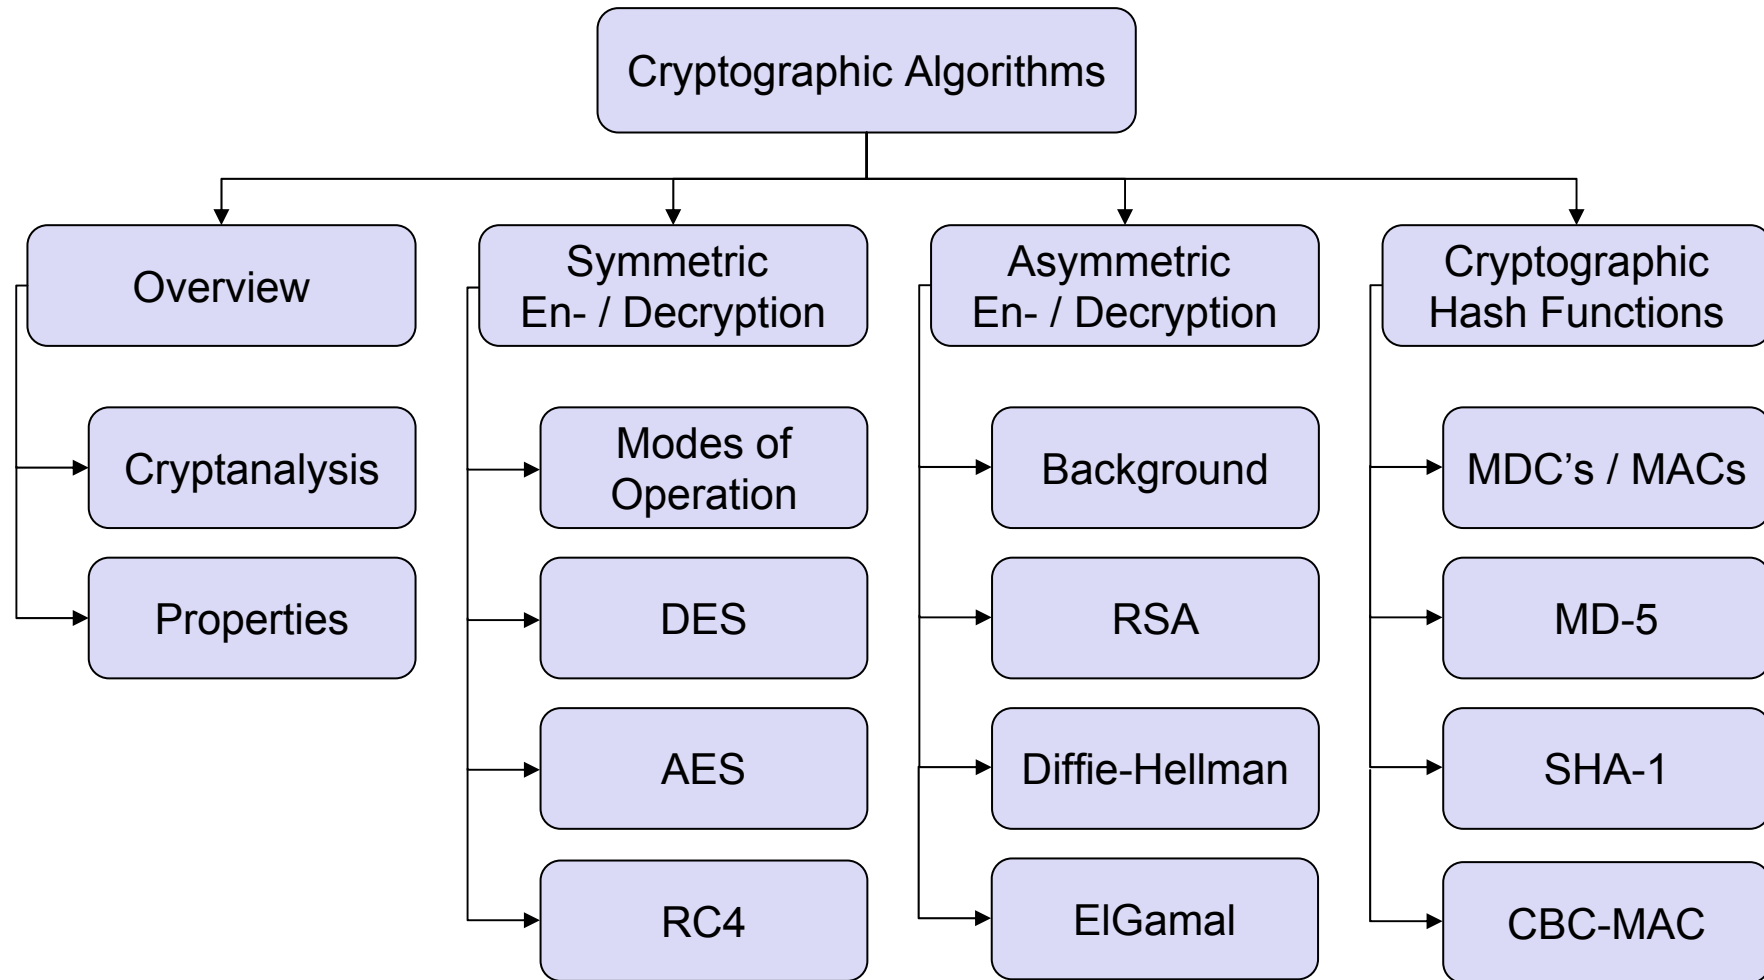 Cryptographic Algorithms
Overview
Cryptanalysis
Properties
Symmetric
En- / Decryption
Modes of
Operation
DES
AES
RC4
Asymmetric
En- / Decryption
Background
RSA
Diffie-Hellman
ElGamal
Cryptographic
Hash Functions
MDC’s / MACs
MD-5
SHA-1
CBC-MAC